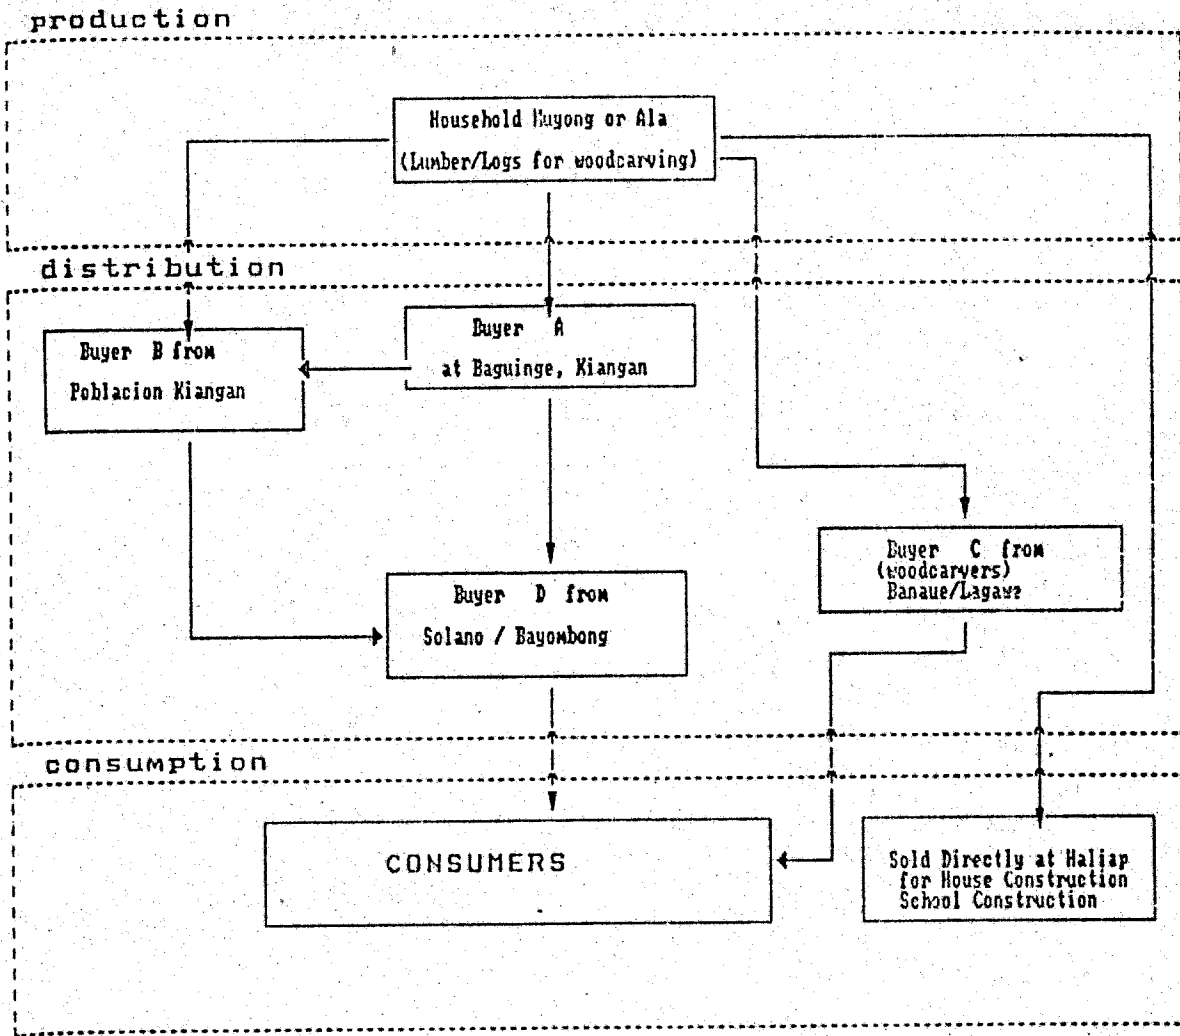 production
Household Muyong or Ala
(Lumber/Logs for woodcarving)
distribution
Buyer A
at Baguinge, Kiangan
Buyer B from
Poblacion Kiangan
Buyer C from
(woodcarvers)
Banaue/Lagawe
Buyer D from
Solano / Bayombong
consumption
CONSUMERS
Sold Directly at Haliap
for House Construction
School Construction